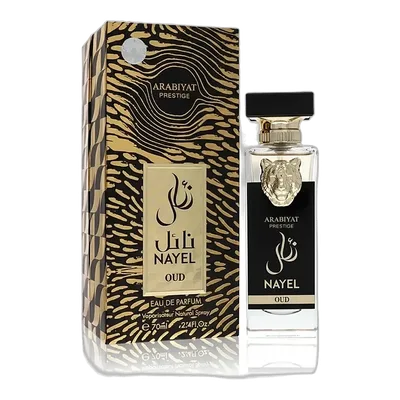 ARABIYAT
PRESTIGE
نائل
نائل
NAYEL
OUD
EAU DE PARFUM
Vaporisateur Natural Spray
℮ 70ml 2.4FL.Oz.
ARABIYAT
PRESTIGE
نائل
NAYEL
OUD